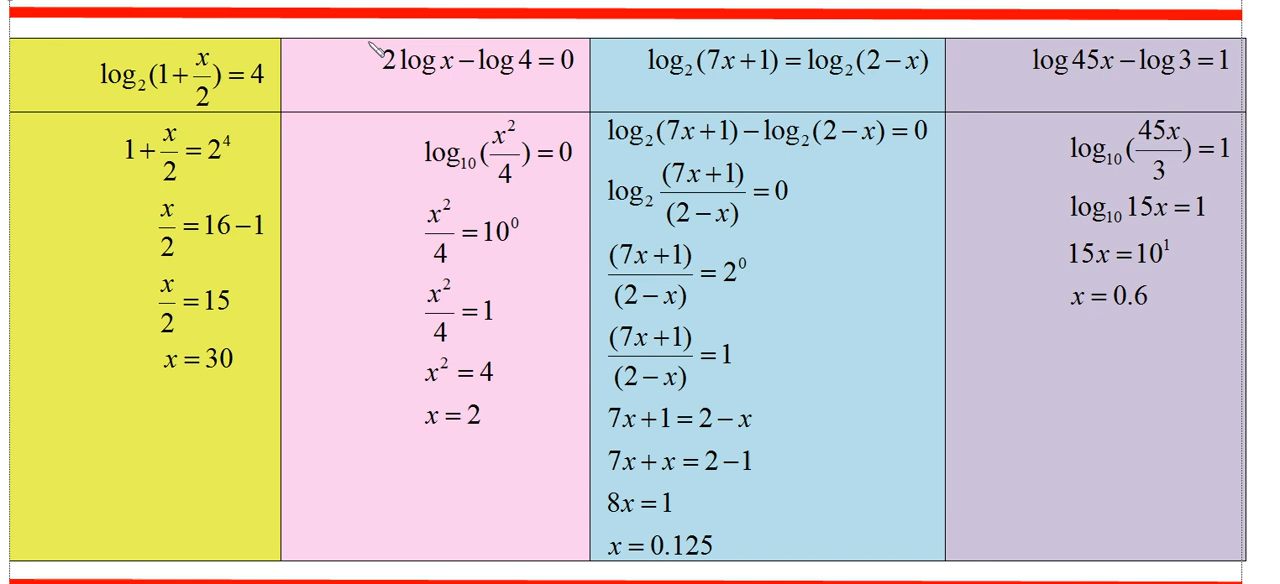 log₂(1+x/2)=4
2log x−log 4=0
log₂(7x+1)=log₂(2−x)
log 45x−log 3=1
1+x/2=2⁴
x/2=16−1
x/2=15
x=30
log₁₀(x²/4)=0
x²/4=10⁰
x²/4=1
x²=4
x=2
log₂(7x+1)−log₂(2−x)=0
log₂ (7x+1)/(2−x)=0
(7x+1)/(2−x)=2⁰
(7x+1)/(2−x)=1
7x+1=2−x
7x+x=2−1
8x=1
x=0.125
log₁₀(45x/3)=1
log₁₀15x=1
15x=10¹
x=0.6